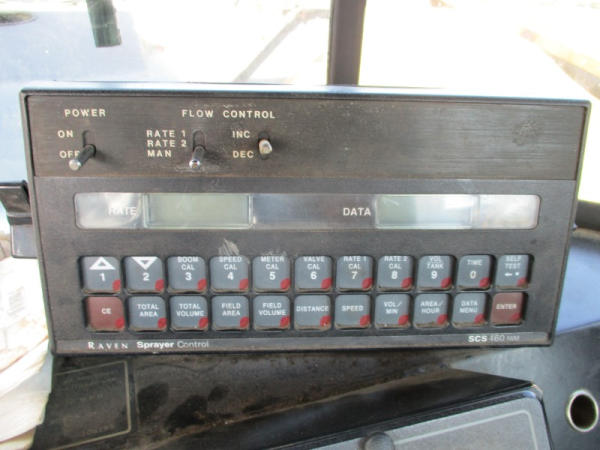 POWER FLOW CONTROL
ON RATE 1 INC
RATE 2
OFF MAN DEC
RATE DATA
1 2 BOOM CAL 3 SPEED CAL 4 METER CAL 5 VALVE CAL 6 RATE 1 CAL 7 RATE 2 CAL 8 VOL TANK 9 TIME 0 SELF TEST
CE TOTAL AREA TOTAL VOLUME FIELD AREA FIELD VOLUME DISTANCE SPEED VOL/ MIN AREA/ HOUR DATA MENU ENTER
RAVEN Sprayer Control SCS 460